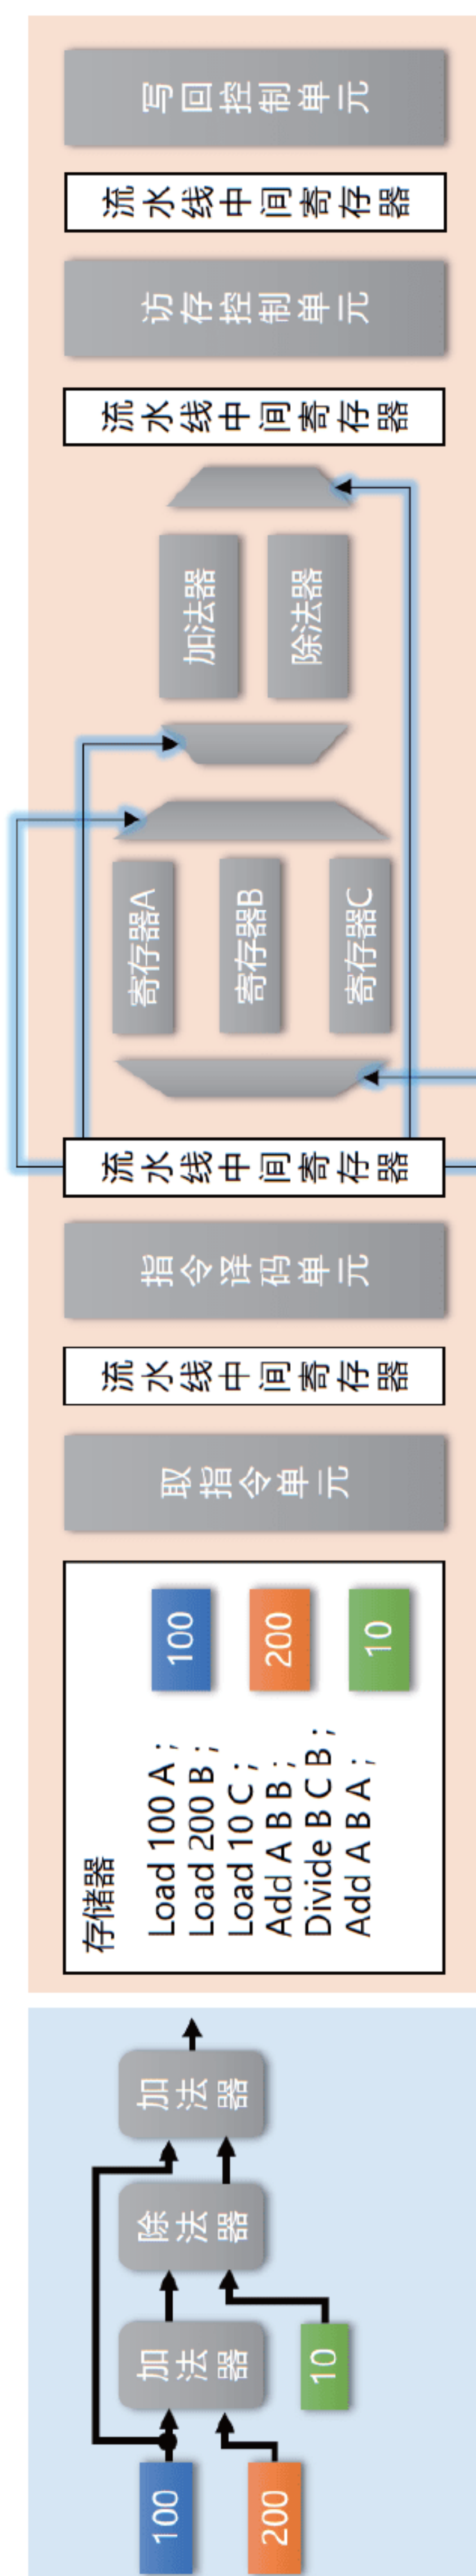 100
200
加法器
10
除法器
加法器
存储器
Load 100 A ;
Load 200 B ;
Load 10 C ;
Add A B B ;
Divide B C B ;
Add A B A ;
100
200
10
取指令单元
流水线中间寄存器
指令译码单元
流水线中间寄存器
寄存器A
寄存器B
寄存器C
加法器
除法器
流水线中间寄存器
访存控制单元
流水线中间寄存器
写回控制单元